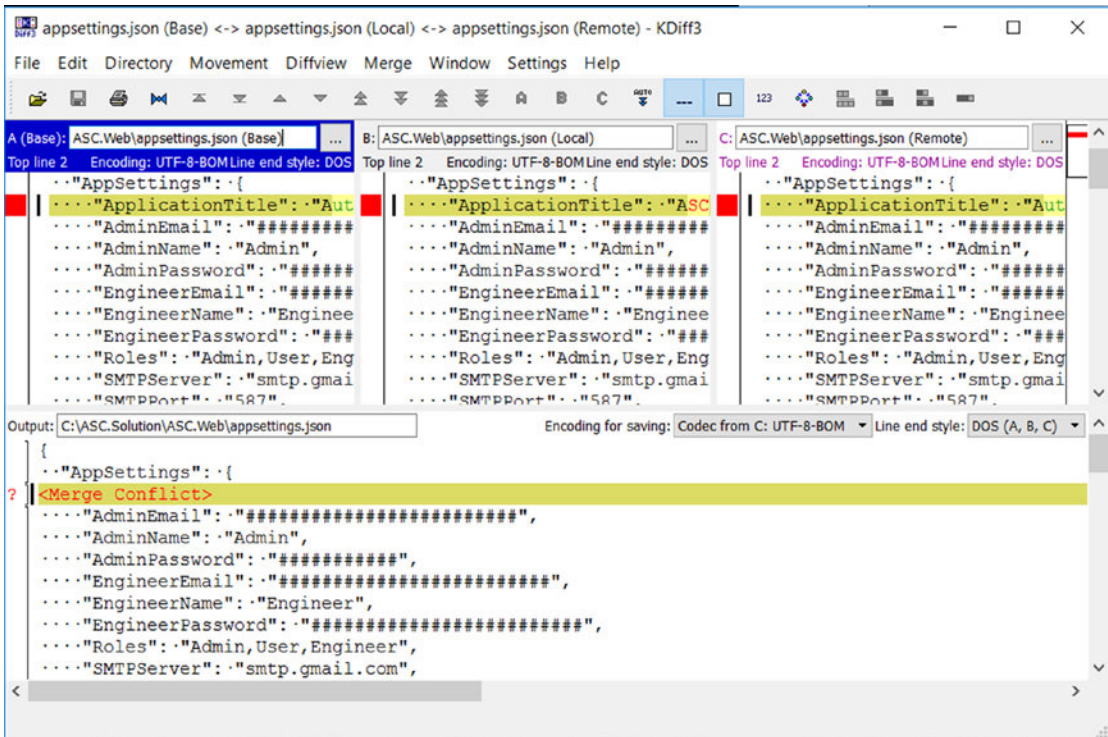 appsettings.json (Base) <-> appsettings.json (Local) <-> appsettings.json (Remote) - KDiff3
File Edit Directory Movement Diffview Merge Window Settings Help
A B C AUTO 123
A (Base): ASC.Web\appsettings.json (Base) ...
Top line 2 Encoding: UTF-8-BOM Line end style: DOS
··"AppSettings":·{
····"ApplicationTitle":·"Aut
····"AdminEmail":·"#########
····"AdminName":·"Admin",
····"AdminPassword":·"######
····"EngineerEmail":·"######
····"EngineerName":·"Enginee
····"EngineerPassword":·"###
····"Roles":·"Admin,User,Eng
····"SMTPServer":·"smtp.gmai
····"SMTPPort":·"587",
B: ASC.Web\appsettings.json (Local) ...
Top line 2 Encoding: UTF-8-BOM Line end style: DOS
··"AppSettings":·{
····"ApplicationTitle":·"ASC
····"AdminEmail":·"#########
····"AdminName":·"Admin",
····"AdminPassword":·"######
····"EngineerEmail":·"######
····"EngineerName":·"Enginee
····"EngineerPassword":·"###
····"Roles":·"Admin,User,Eng
····"SMTPServer":·"smtp.gmai
····"SMTPPort":·"587",
C: ASC.Web\appsettings.json (Remote) ...
Top line 2 Encoding: UTF-8-BOM Line end style: DOS
··"AppSettings":·{
····"ApplicationTitle":·"Aut
····"AdminEmail":·"#########
····"AdminName":·"Admin",
····"AdminPassword":·"######
····"EngineerEmail":·"######
····"EngineerName":·"Enginee
····"EngineerPassword":·"###
····"Roles":·"Admin,User,Eng
····"SMTPServer":·"smtp.gmai
····"SMTPPort":·"587",
Output: C:\ASC.Solution\ASC.Web\appsettings.json Encoding for saving: Codec from C: UTF-8-BOM Line end style: DOS (A, B, C)
{
··"AppSettings":·{
? <Merge Conflict>
····"AdminEmail":·"#########################",
····"AdminName":·"Admin",
····"AdminPassword":·"###########",
····"EngineerEmail":·"#########################",
····"EngineerName":·"Engineer",
····"EngineerPassword":·"#########################",
····"Roles":·"Admin,User,Engineer",
····"SMTPServer":·"smtp.gmail.com",